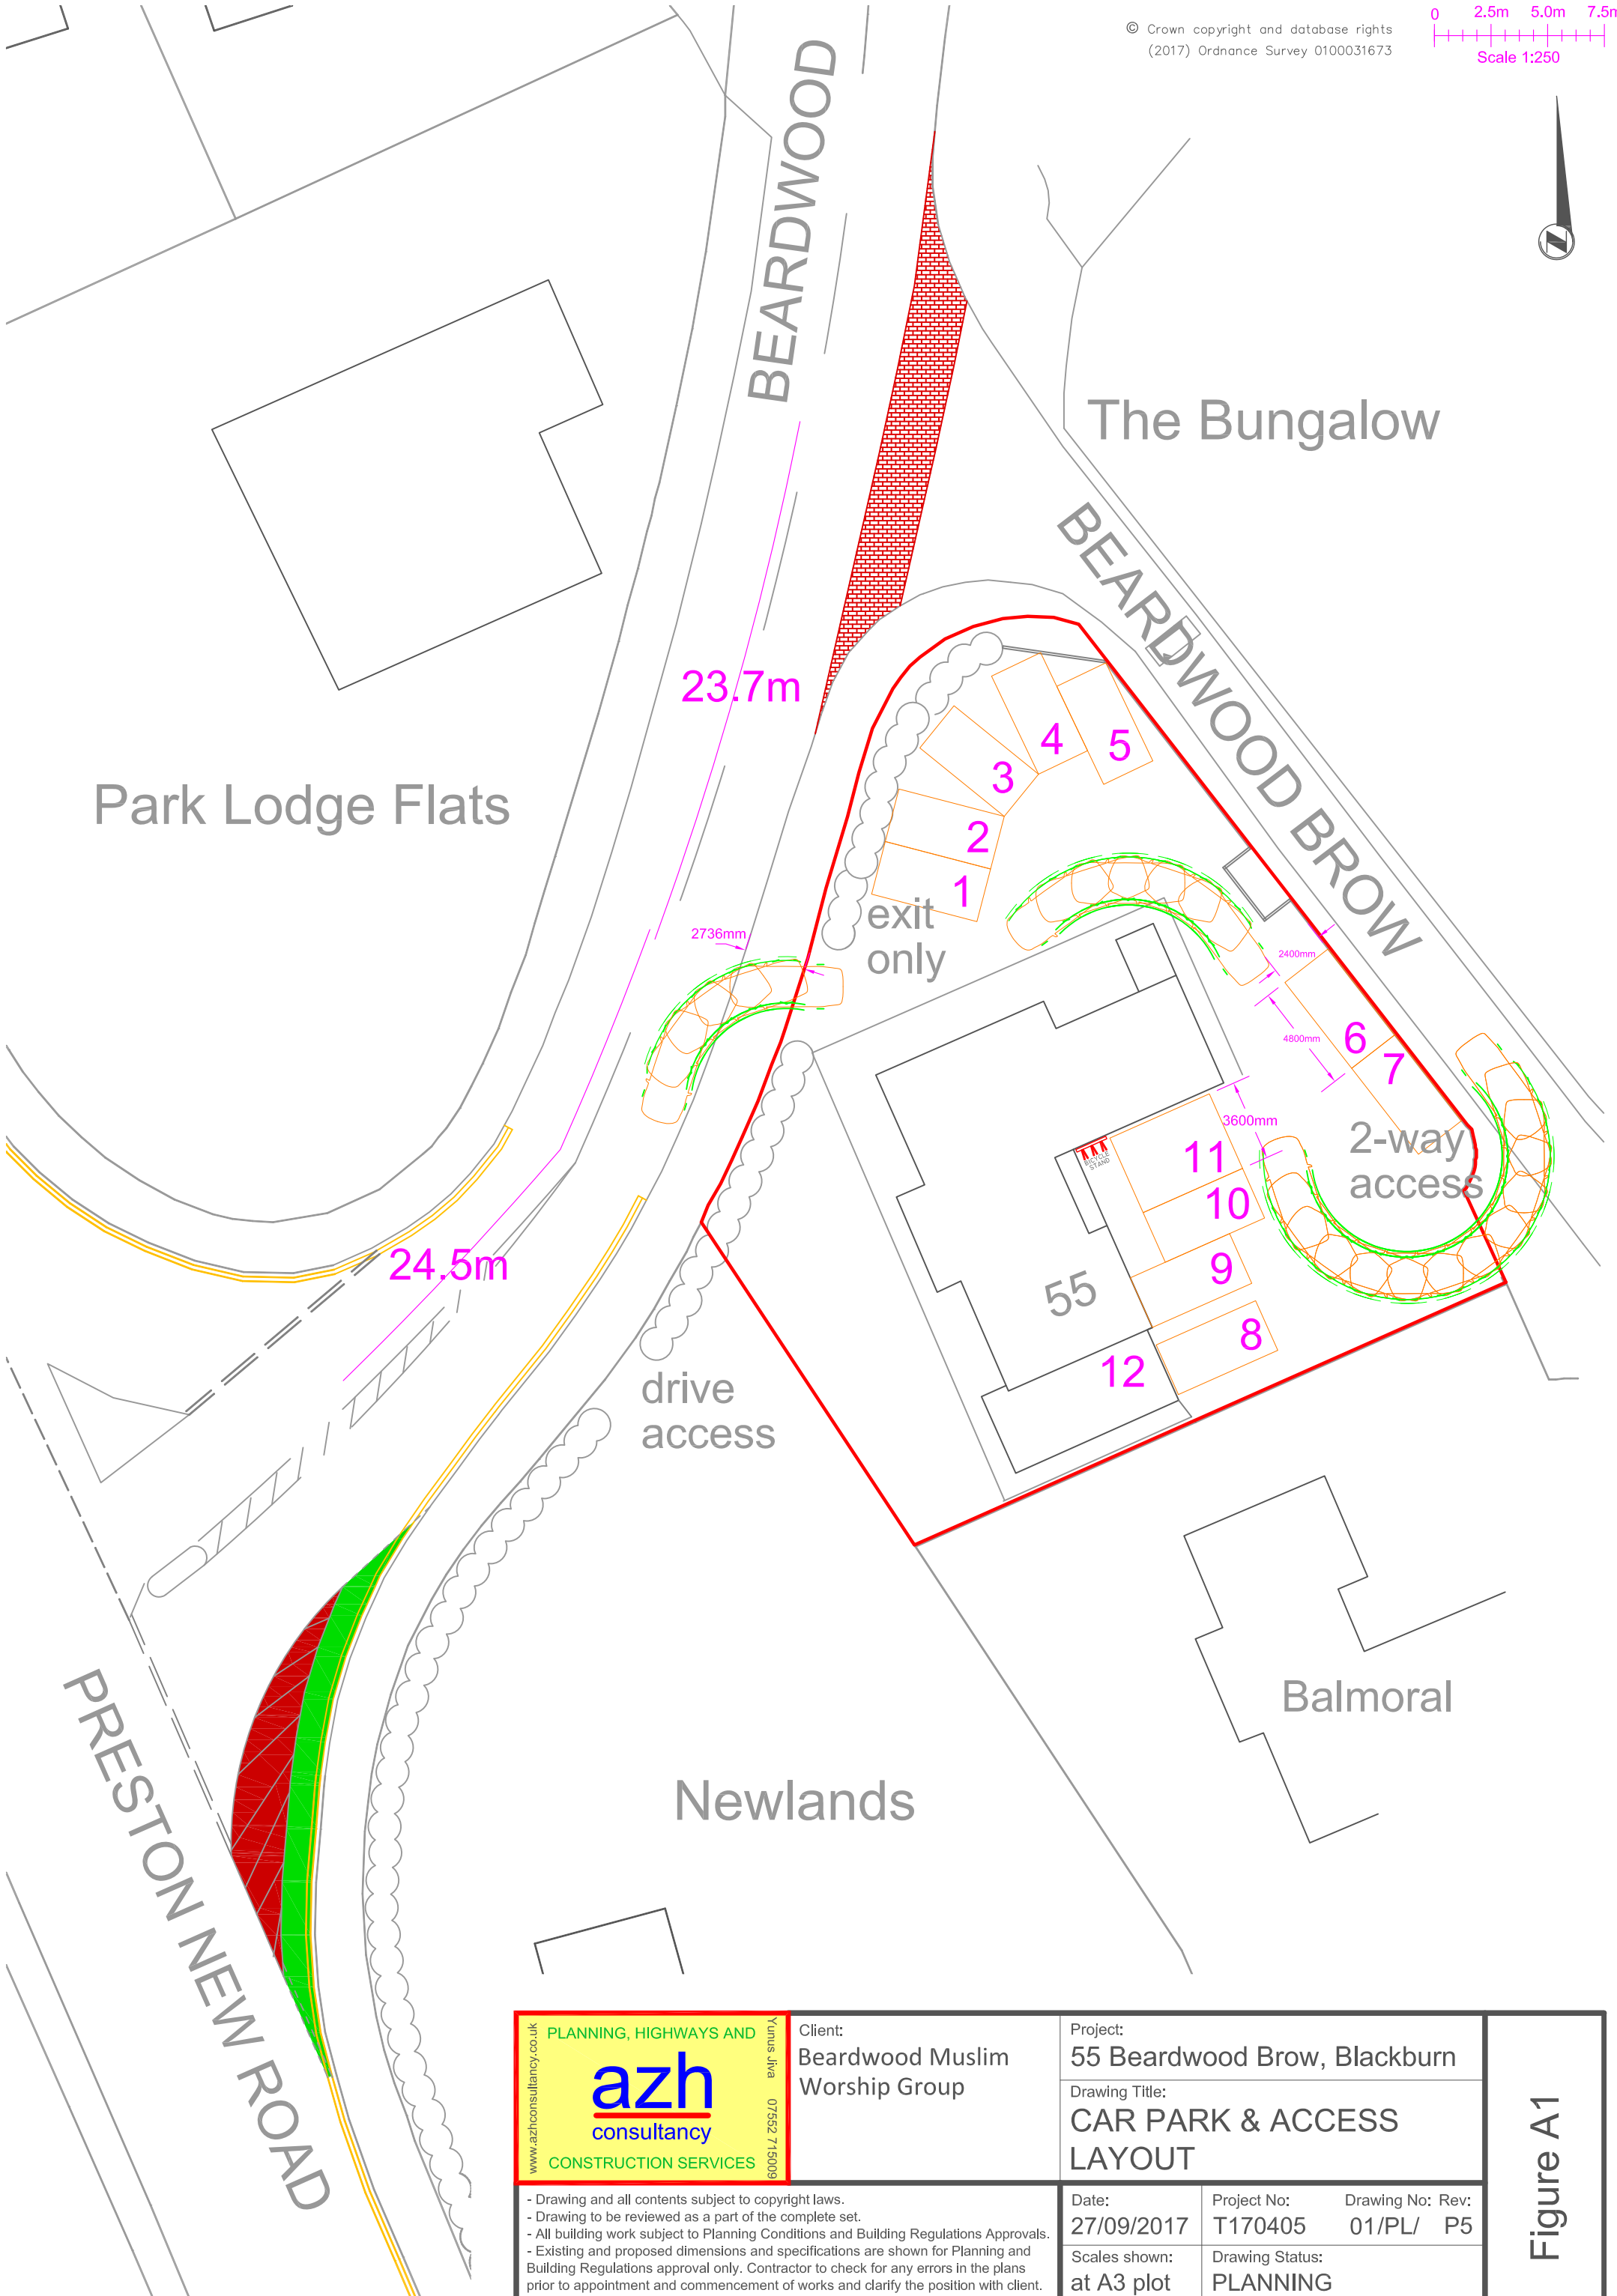 © Crown copyright and database rights
(2017) Ordnance Survey 0100031673
0 2.5m 5.0m 7.5m
Scale 1:250
N
BEARDWOOD
The Bungalow
BEARDWOOD BROW
23.7m
Park Lodge Flats
4
5
3
2
1
exit
only
2736mm
2400mm
4800mm
6
7
3600mm
2-way
access
11
10
9
8
12
BICYCLE
STAND
55
24.5m
drive
access
Balmoral
Newlands
PRESTON NEW ROAD
www.azhconsultancy.co.uk
PLANNING, HIGHWAYS AND
azh
consultancy
CONSTRUCTION SERVICES
Yunus Jiva 07552 715009
Client:
Beardwood Muslim
Worship Group
Project:
55 Beardwood Brow, Blackburn
Drawing Title:
CAR PARK & ACCESS
LAYOUT
- Drawing and all contents subject to copyright laws.
- Drawing to be reviewed as a part of the complete set.
- All building work subject to Planning Conditions and Building Regulations Approvals.
- Existing and proposed dimensions and specifications are shown for Planning and
Building Regulations approval only. Contractor to check for any errors in the plans
prior to appointment and commencement of works and clarify the position with client.
Date:
27/09/2017
Project No:
T170405
Drawing No: Rev:
01/PL/ P5
Scales shown:
at A3 plot
Drawing Status:
PLANNING
Figure A1